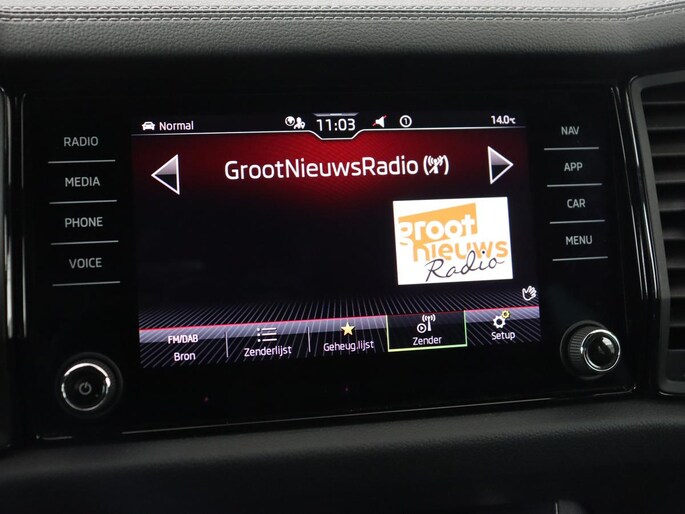 Normal 11:03 1 14.0°C
RADIO
MEDIA
PHONE
VOICE
GrootNieuwsRadio
groot
nieuws
Radio
FM/DAB
Bron
Zenderlijst
Geheug.lijst
Zender
Setup
NAV
APP
CAR
MENU